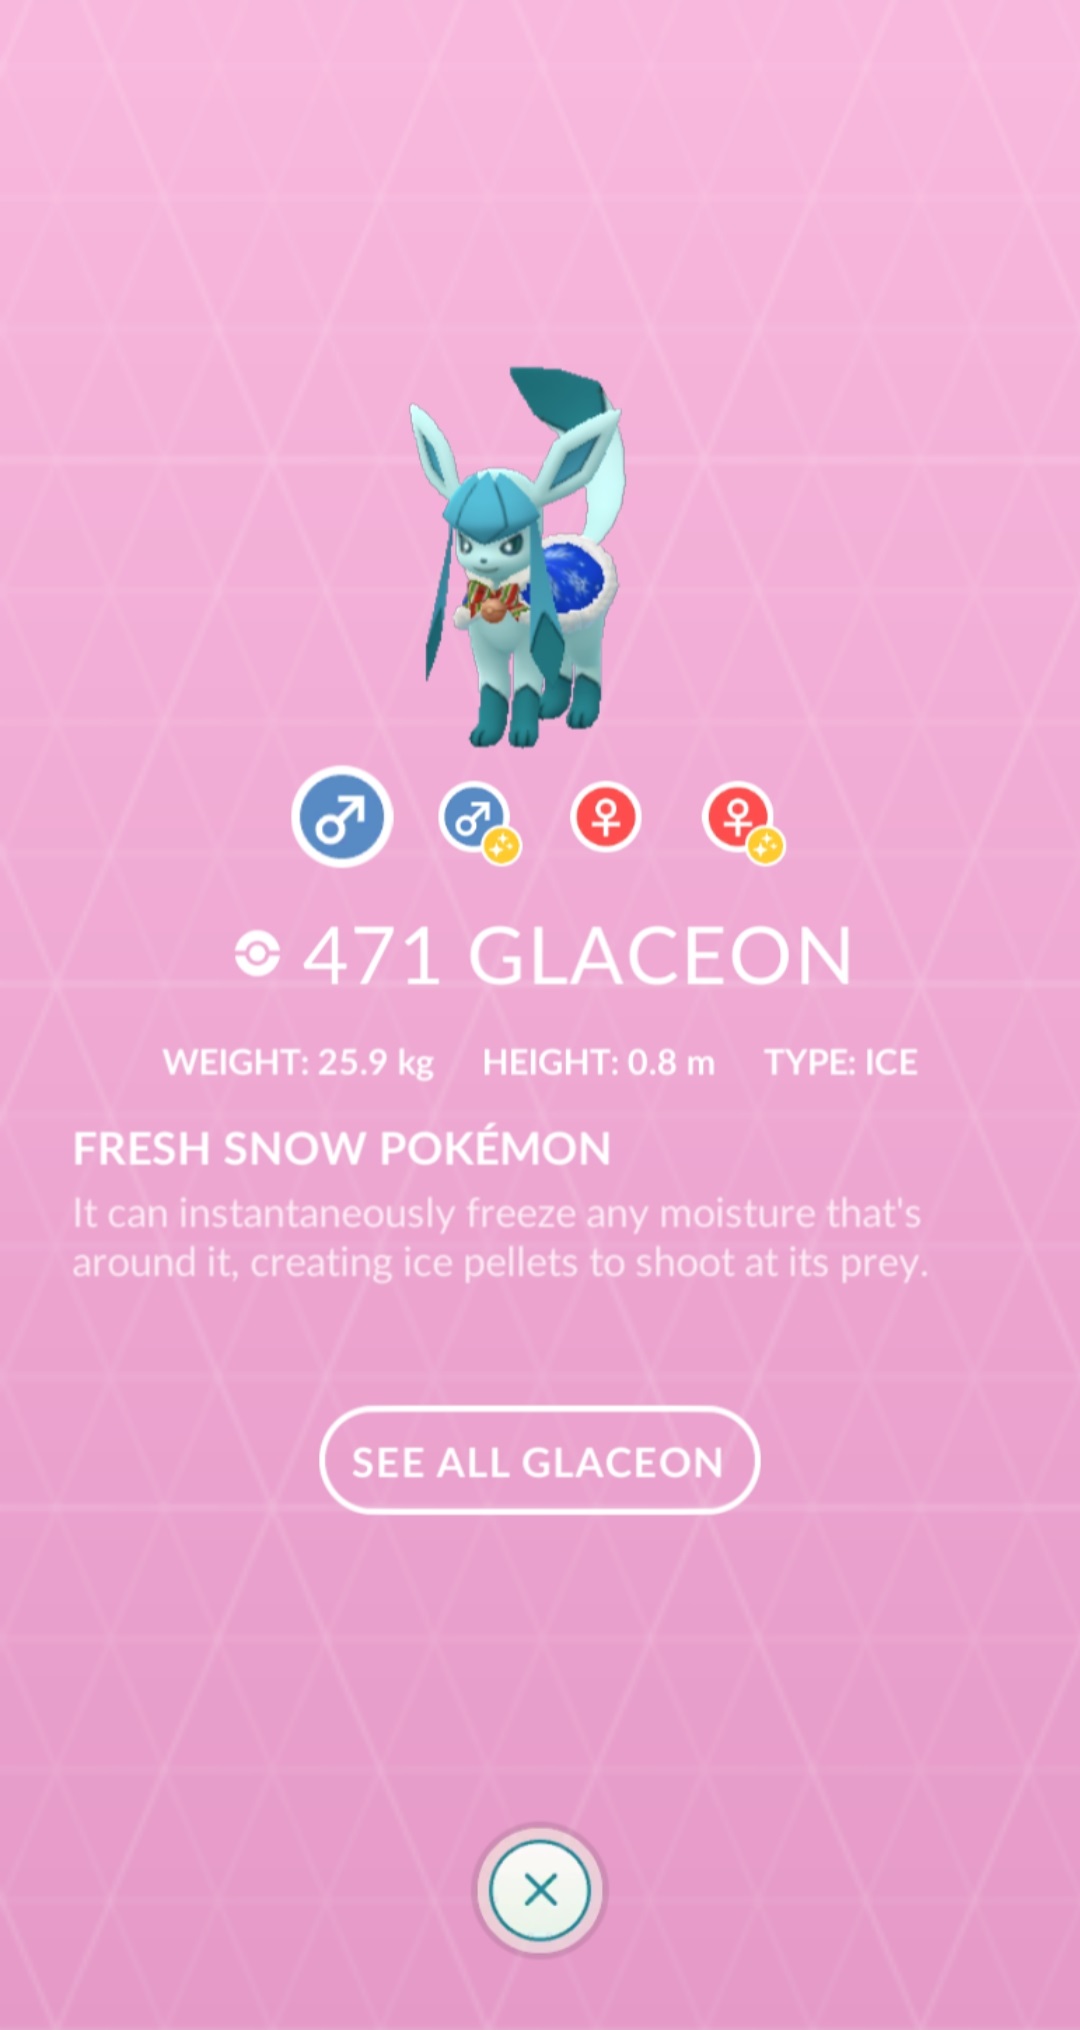 471 GLACEON
WEIGHT: 25.9 kg HEIGHT: 0.8 m TYPE: ICE
FRESH SNOW POKÉMON
It can instantaneously freeze any moisture that's
around it, creating ice pellets to shoot at its prey.
SEE ALL GLACEON